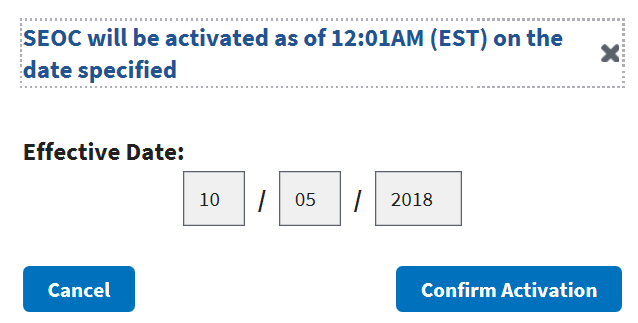 SEOC will be activated as of 12:01AM (EST) on the
date specified
Effective Date:
10 / 05 / 2018
Cancel
Confirm Activation